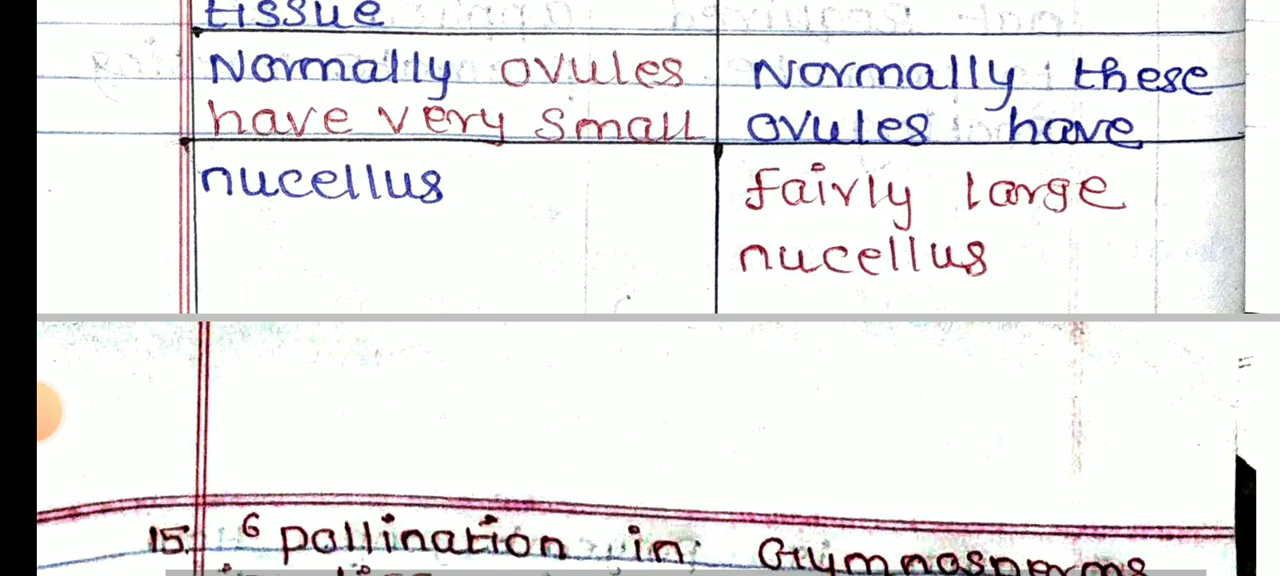 tissue
Normally ovules
have very small
nucellus
Normally these
ovules have
fairly large
nucellus
15. 6 pollination in Gymnosperms